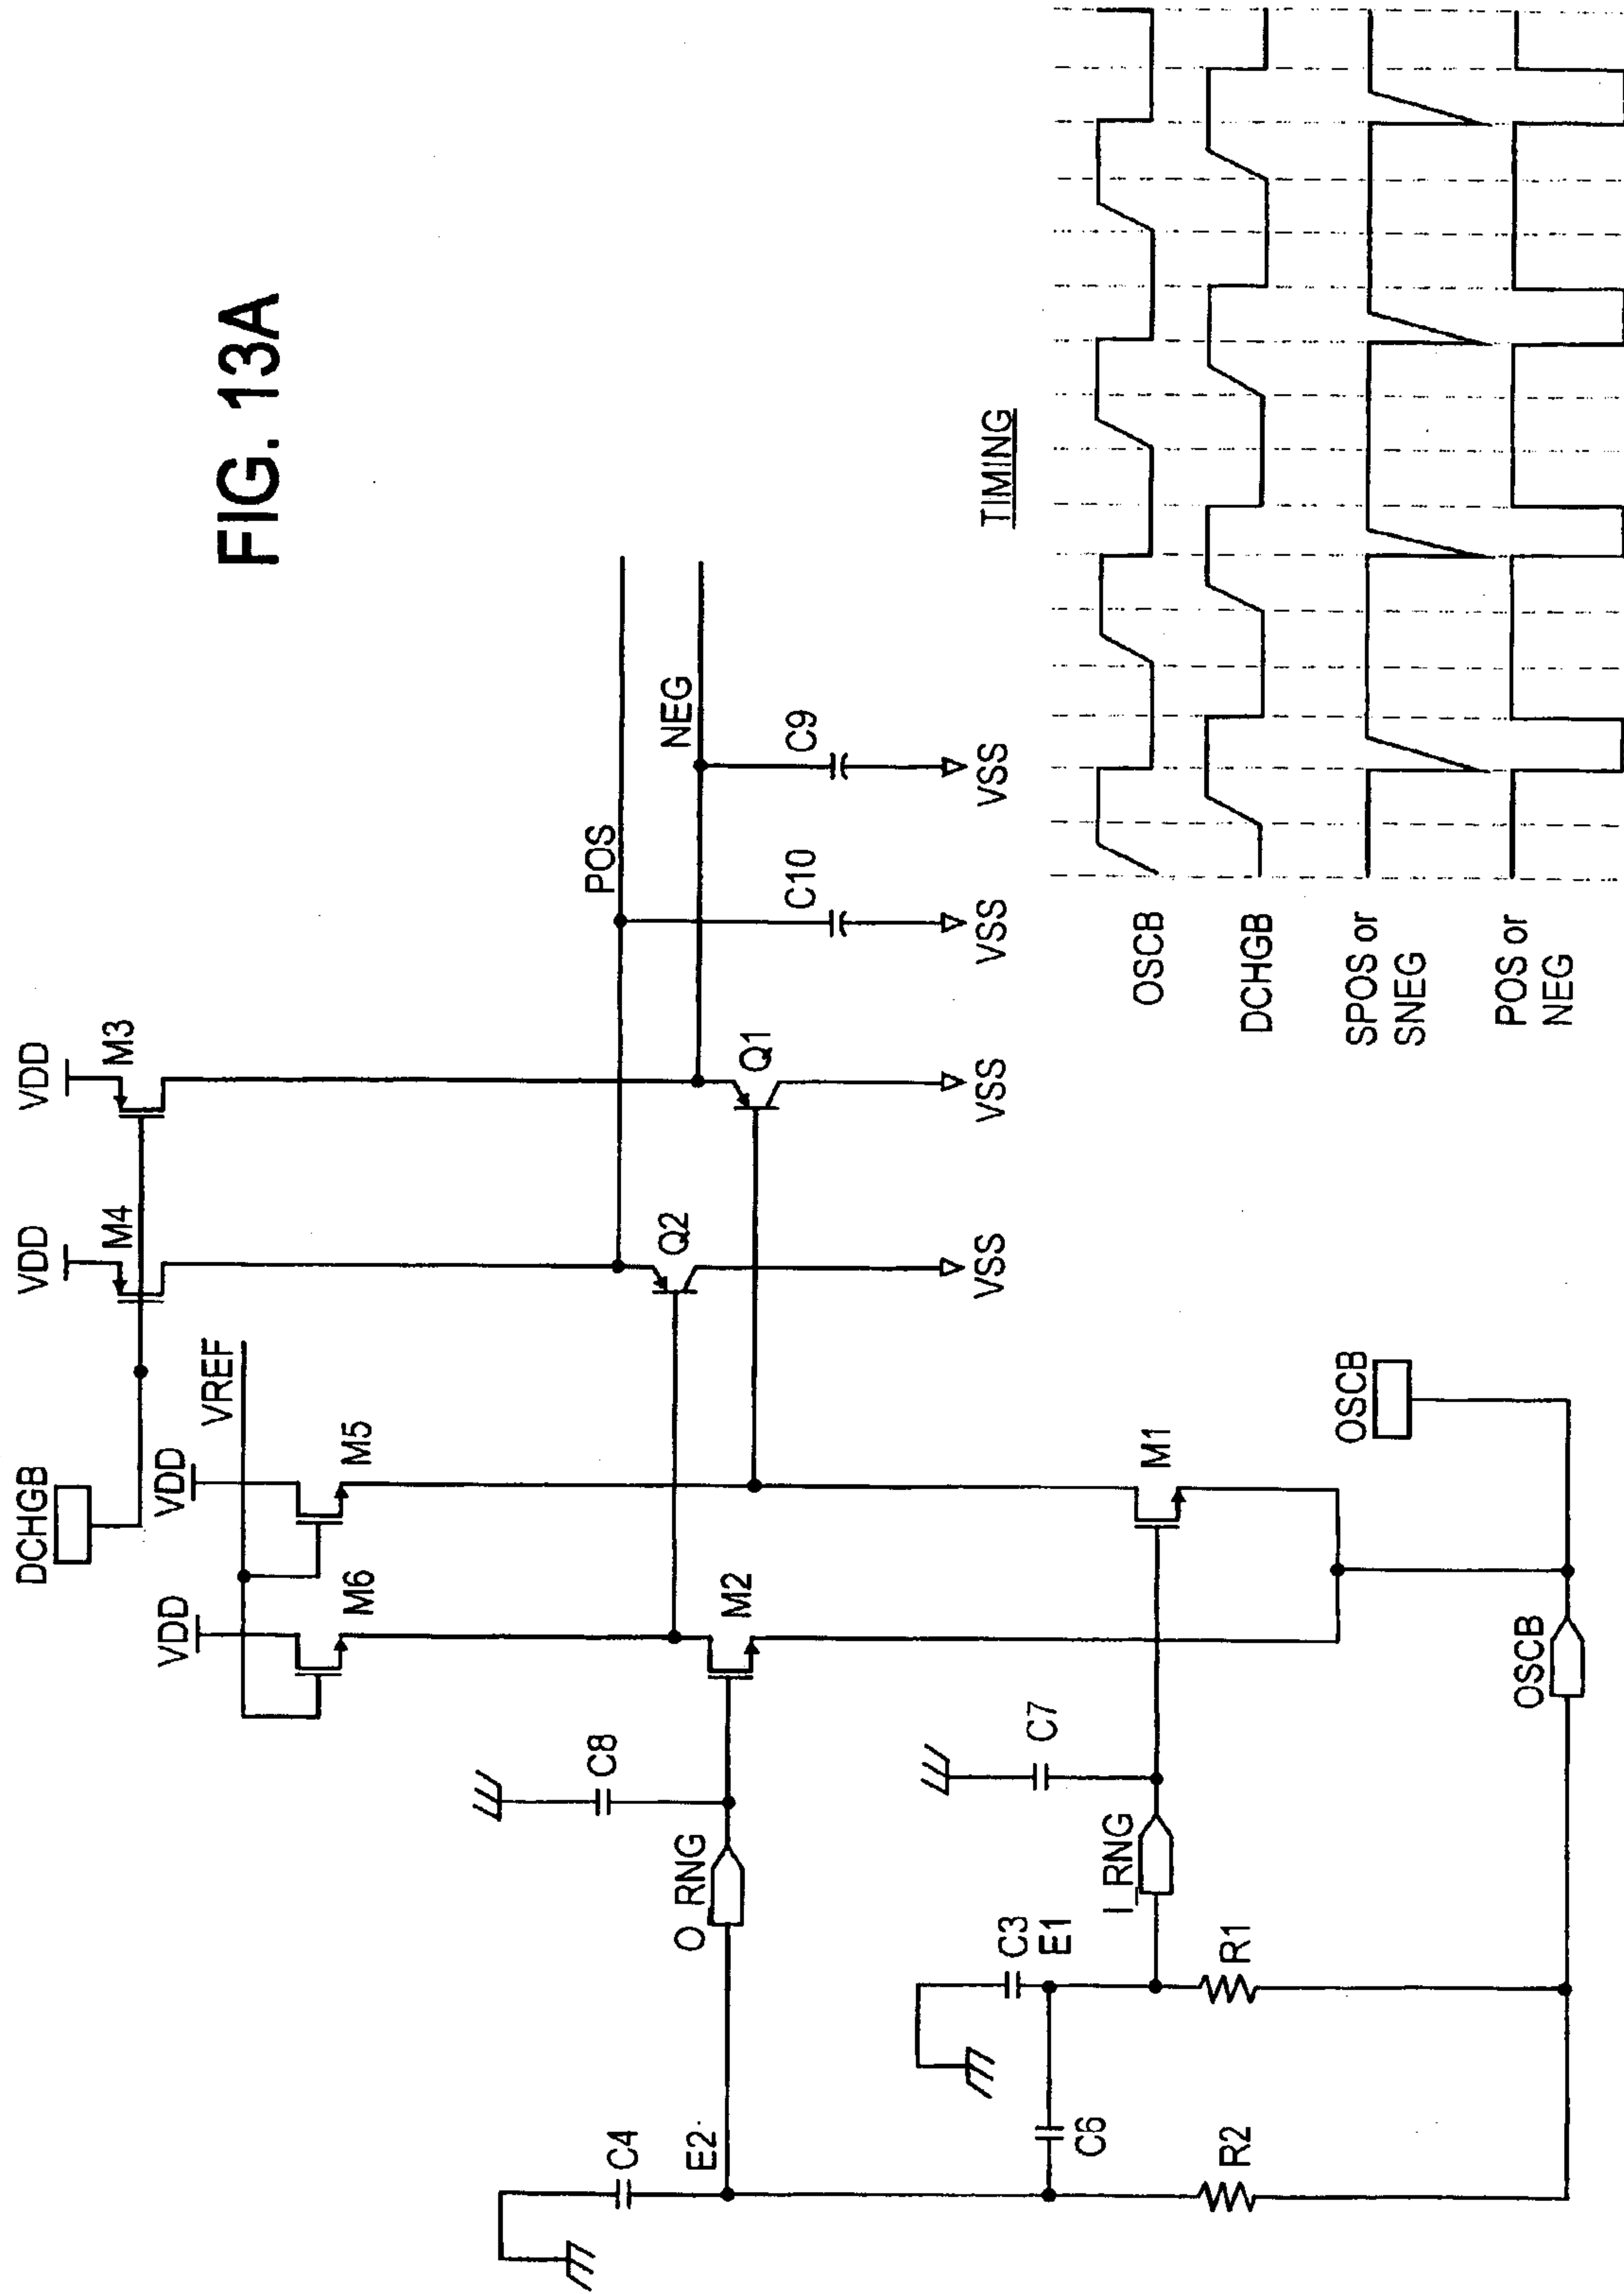 FIG. 13A
DCHGB
VDD
M4
VDD
M3
VDD
M6
VDD
M5
VREF
C4
E2
O_RNG
C8
M2
Q2
VSS
Q1
VSS
POS
NEG
C10
VSS
C9
VSS
C3
E1
C6
I_RNG
C7
M1
R2
R1
OSCB
OSCB
TIMING
OSCB
DCHGB
SPOS or
SNEG
POS or
NEG